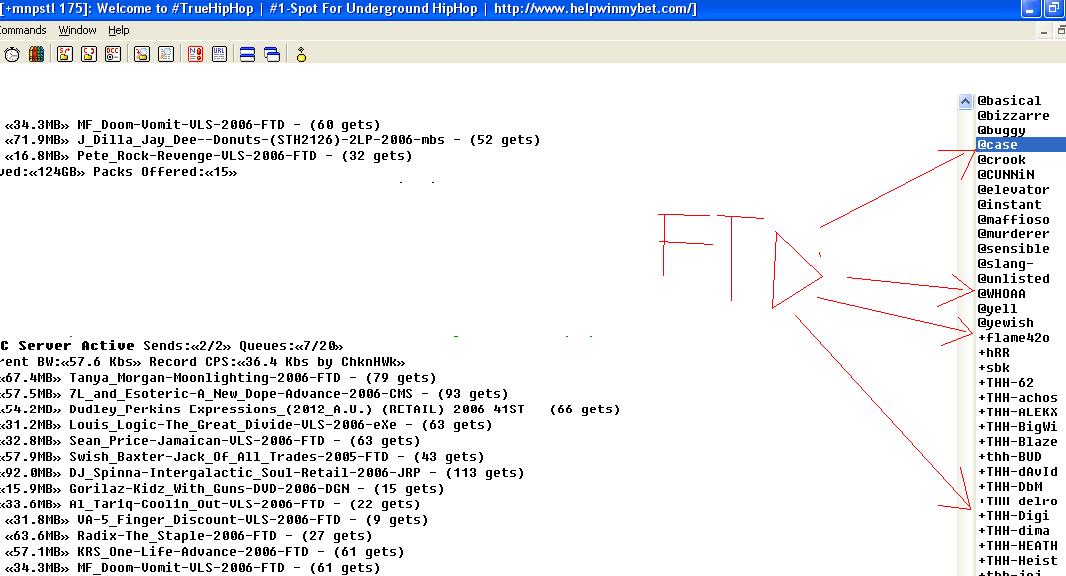 [+mnpstl 175]: Welcome to #TrueHipHop | #1-Spot For Underground HipHop | http://www.helpwinmybet.com/]
ommands Window Help
«34.3MB» MF_Doom-Vomit-VLS-2006-FTD - (60 gets)
«71.9MB» J_Dilla_Jay_Dee--Donuts-(STH2126)-2LP-2006-mbs - (52 gets)
«16.8MB» Pete_Rock-Revenge-VLS-2006-FTD - (32 gets)
ved:«124GB» Packs Offered:«15»
FTD
C Server Active Sends:«2/2» Queues:«7/20»
rent BW:«57.6 Kbs» Record CPS:«36.4 Kbs by ChknHWk»
«67.4MB» Tanya_Morgan-Moonlighting-2006-FTD - (79 gets)
«57.5MB» 7L_and_Esoteric-A_New_Dope-Advance-2006-CMS - (93 gets)
«54.2MB» Dudley_Perkins Expressions_(2012_A.U.) (RETAIL) 2006 41ST (66 gets)
«31.2MB» Louis_Logic-The_Great_Divide-VLS-2006-eXe - (63 gets)
«32.8MB» Sean_Price-Jamaican-VLS-2006-FTD - (63 gets)
«57.9MB» Swish_Baxter-Jack_Of_All_Trades-2005-FTD - (43 gets)
«92.0MB» DJ_Spinna-Intergalactic_Soul-Retail-2006-JRP - (113 gets)
«15.9MB» Gorilaz-Kidz_With_Guns-DVD-2006-DGN - (15 gets)
«33.6MB» Al_Tariq-Coolin_Out-VLS-2006-FTD - (22 gets)
«31.8MB» VA-5_Finger_Discount-VLS-2006-FTD - (9 gets)
«63.6MB» Radix-The_Staple-2006-FTD - (27 gets)
«57.1MB» KRS_One-Life-Advance-2006-FTD - (61 gets)
«34.3MB» MF_Doom-Vomit-VLS-2006-FTD - (61 gets)
@basical
@bizzarre
@buggy
@case
@crook
@CUNNiN
@elevator
@instant
@maffioso
@murderer
@sensible
@slang-
@unlisted
@WHOAA
@yell
@yewish
+flame42o
+hRR
+sbk
+THH-62
+THH-achos
+THH-ALEKX
+THH-BigWi
+THH-Blaze
+thh-BUD
+THH-dAvId
+THH-DbM
+THH delro
+THH-Digi
+THH-dima
+THH-HEATH
+THH-Heist